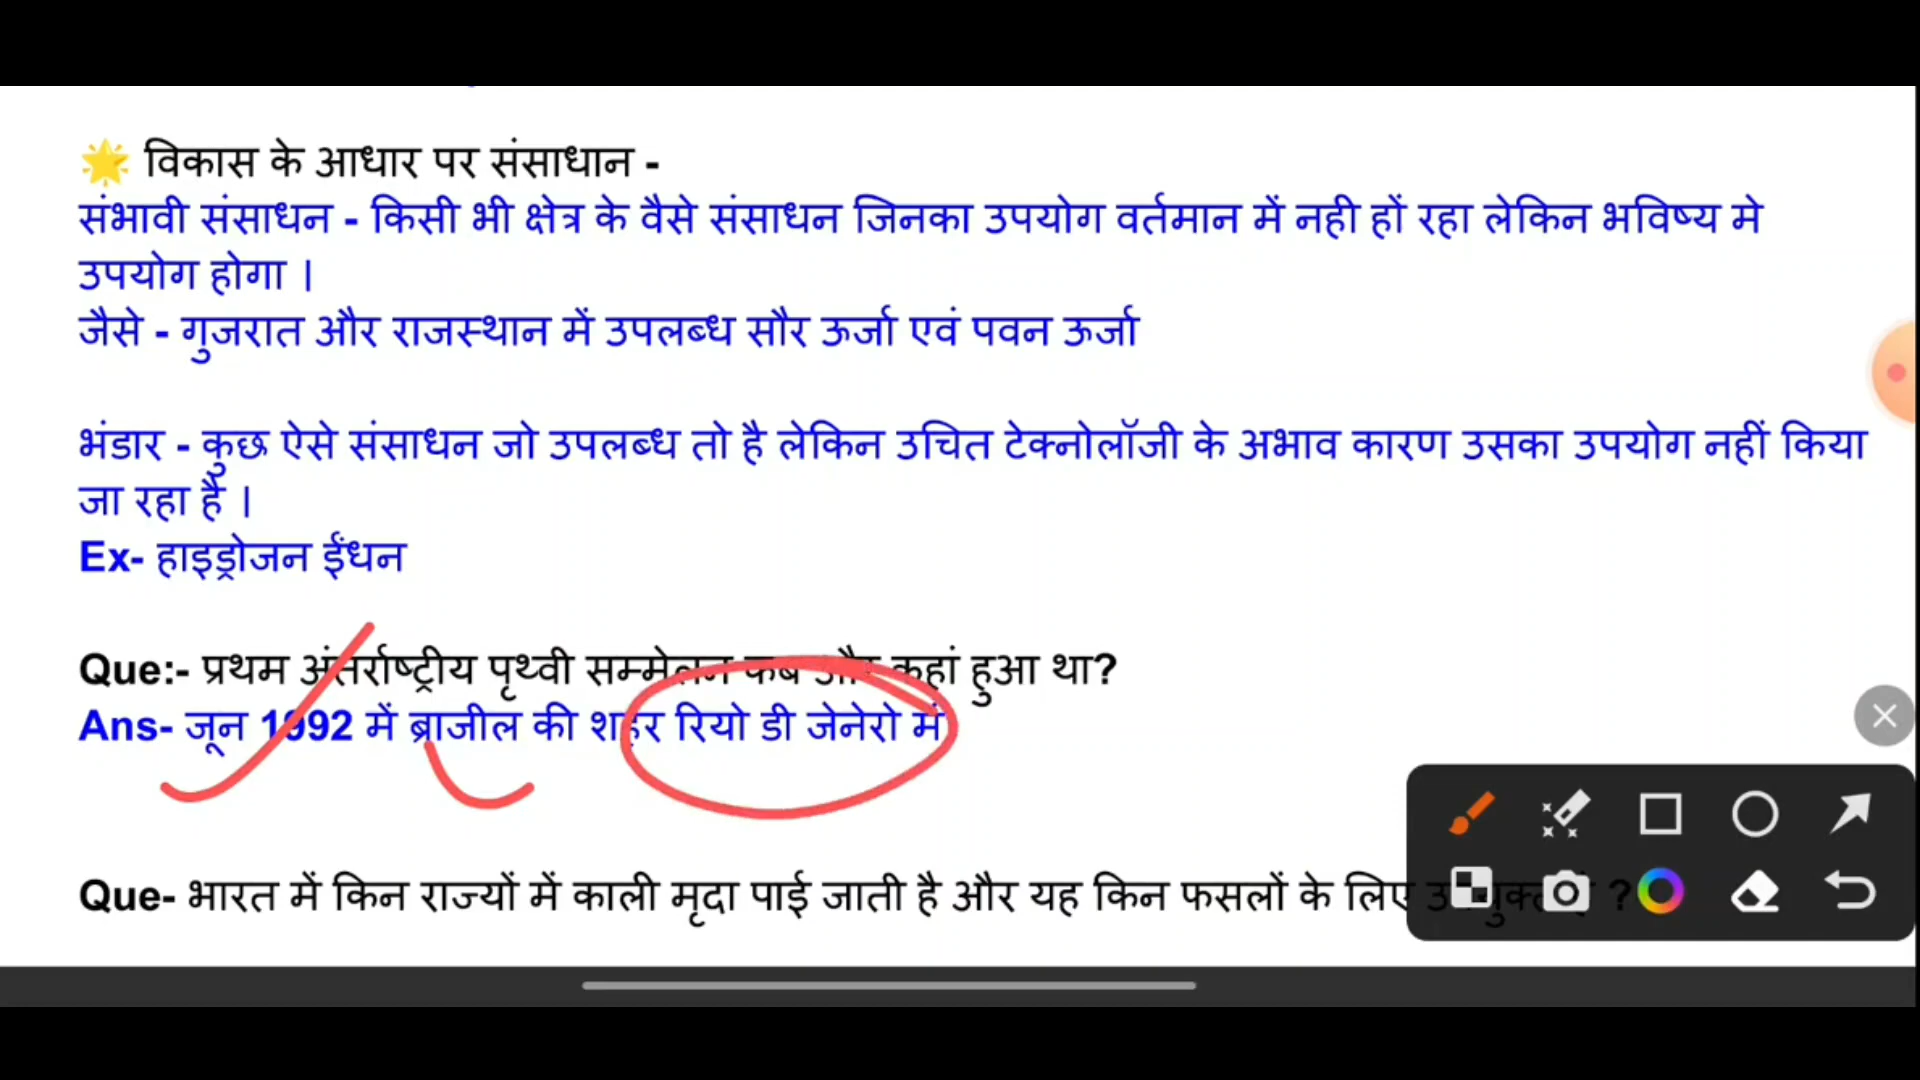 विकास के आधार पर संसाधान -
संभावी संसाधन - किसी भी क्षेत्र के वैसे संसाधन जिनका उपयोग वर्तमान में नही हों रहा लेकिन भविष्य मे
उपयोग होगा ।
जैसे - गुजरात और राजस्थान में उपलब्ध सौर ऊर्जा एवं पवन ऊर्जा
भंडार - कुछ ऐसे संसाधन जो उपलब्ध तो है लेकिन उचित टेक्नोलॉजी के अभाव कारण उसका उपयोग नहीं किया
जा रहा है ।
Ex- हाइड्रोजन ईंधन
Que:- प्रथम अंतर्राष्ट्रीय पृथ्वी सम्मेलन कब और कहां हुआ था?
Ans- जून 1992 में ब्राजील की शहर रियो डी जेनेरो में
Que- भारत में किन राज्यों में काली मृदा पाई जाती है और यह किन फसलों के लिए ?